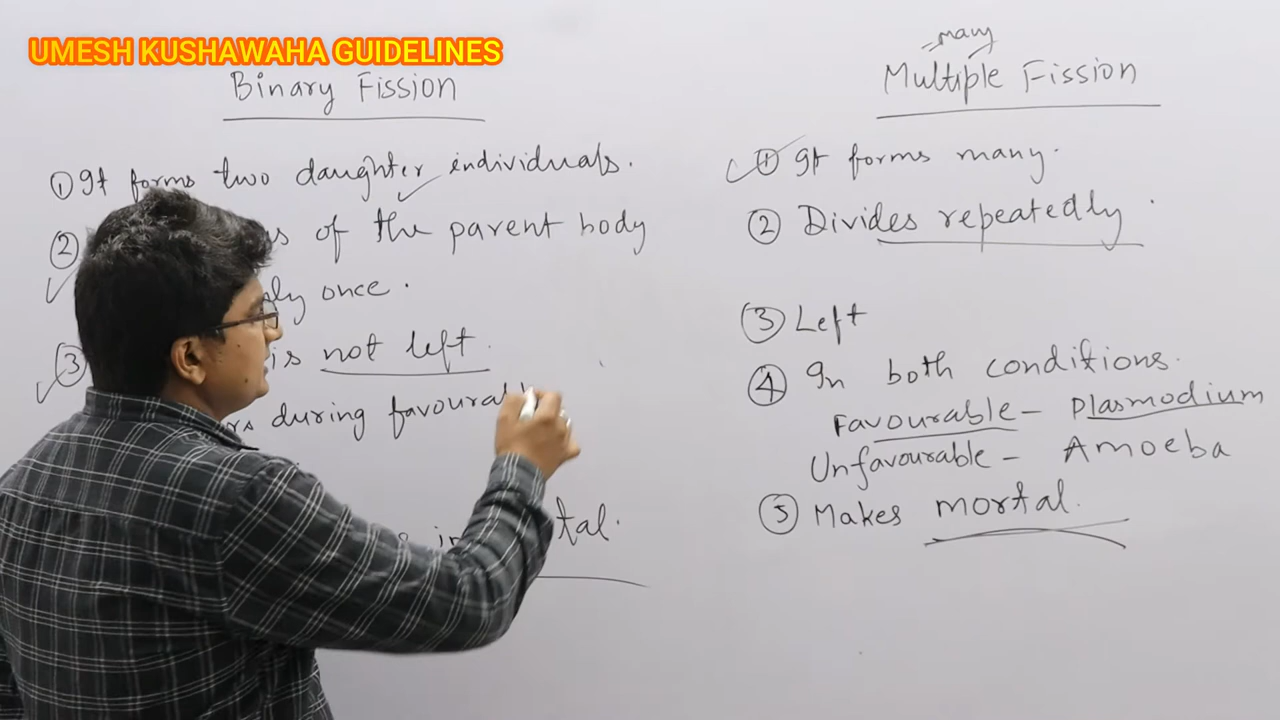 UMESH KUSHAWAHA GUIDELINES
Binary Fission
① It forms two daughter individuals.
② of the parent body
once.
③ is not left.
during
tal.
many
Multiple Fission
① It forms many.
② Divides repeatedly.
③ Left
④ In both conditions.
Favourable - Plasmodium
Unfavourable - Amoeba
⑤ Makes mortal.